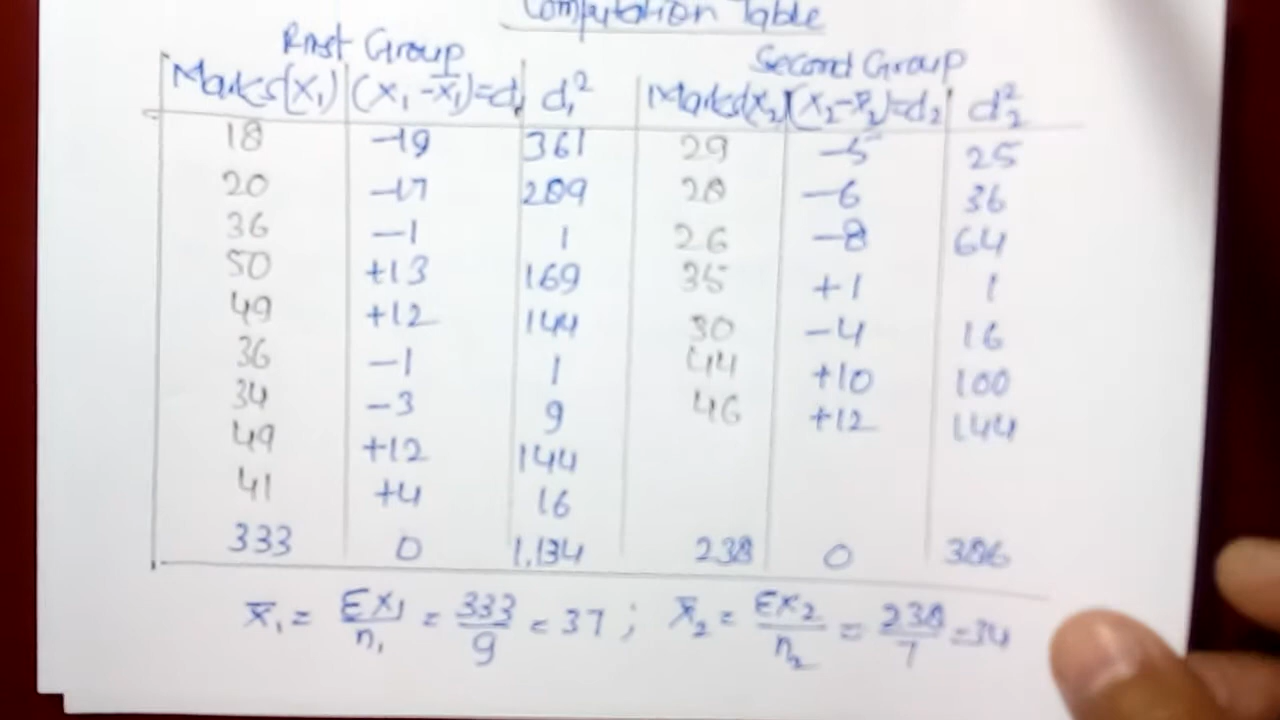 Computation Table
First Group Second Group
Marks(X₁) (X₁-X̄₁)=d₁ d₁² Marks(X₂) (X₂-X̄₂)=d₂ d₂²
18 -19 361 29 -5 25
20 -17 289 28 -6 36
36 -1 1 26 -8 64
50 +13 169 35 +1 1
49 +12 144 30 -4 16
36 -1 1 44 +10 100
34 -3 9 46 +12 144
49 +12 144
41 +4 16
333 0 1,134 238 0 386
X̄₁ = ΣX₁/n₁ = 333/9 = 37 ; X̄₂ = ΣX₂/n₂ = 238/7 = 34